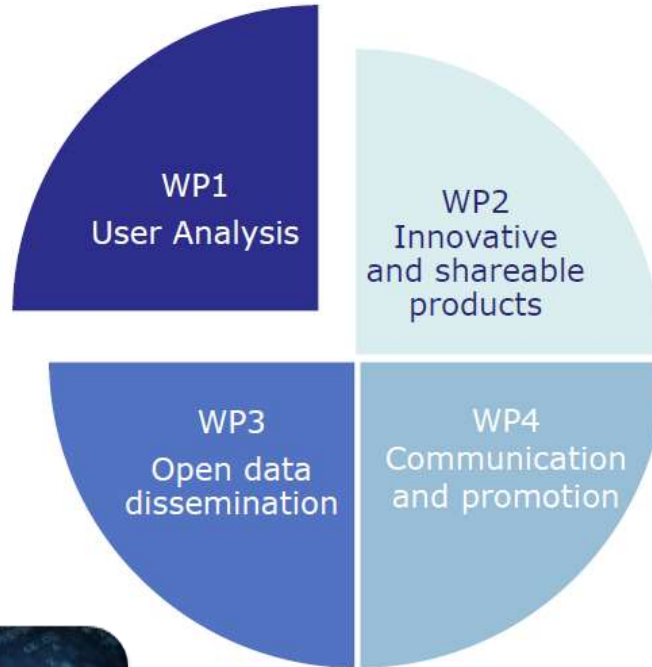 WP1
User Analysis
WP2
Innovative
and shareable
products
WP3
Open data
dissemination
WP4
Communication
and promotion